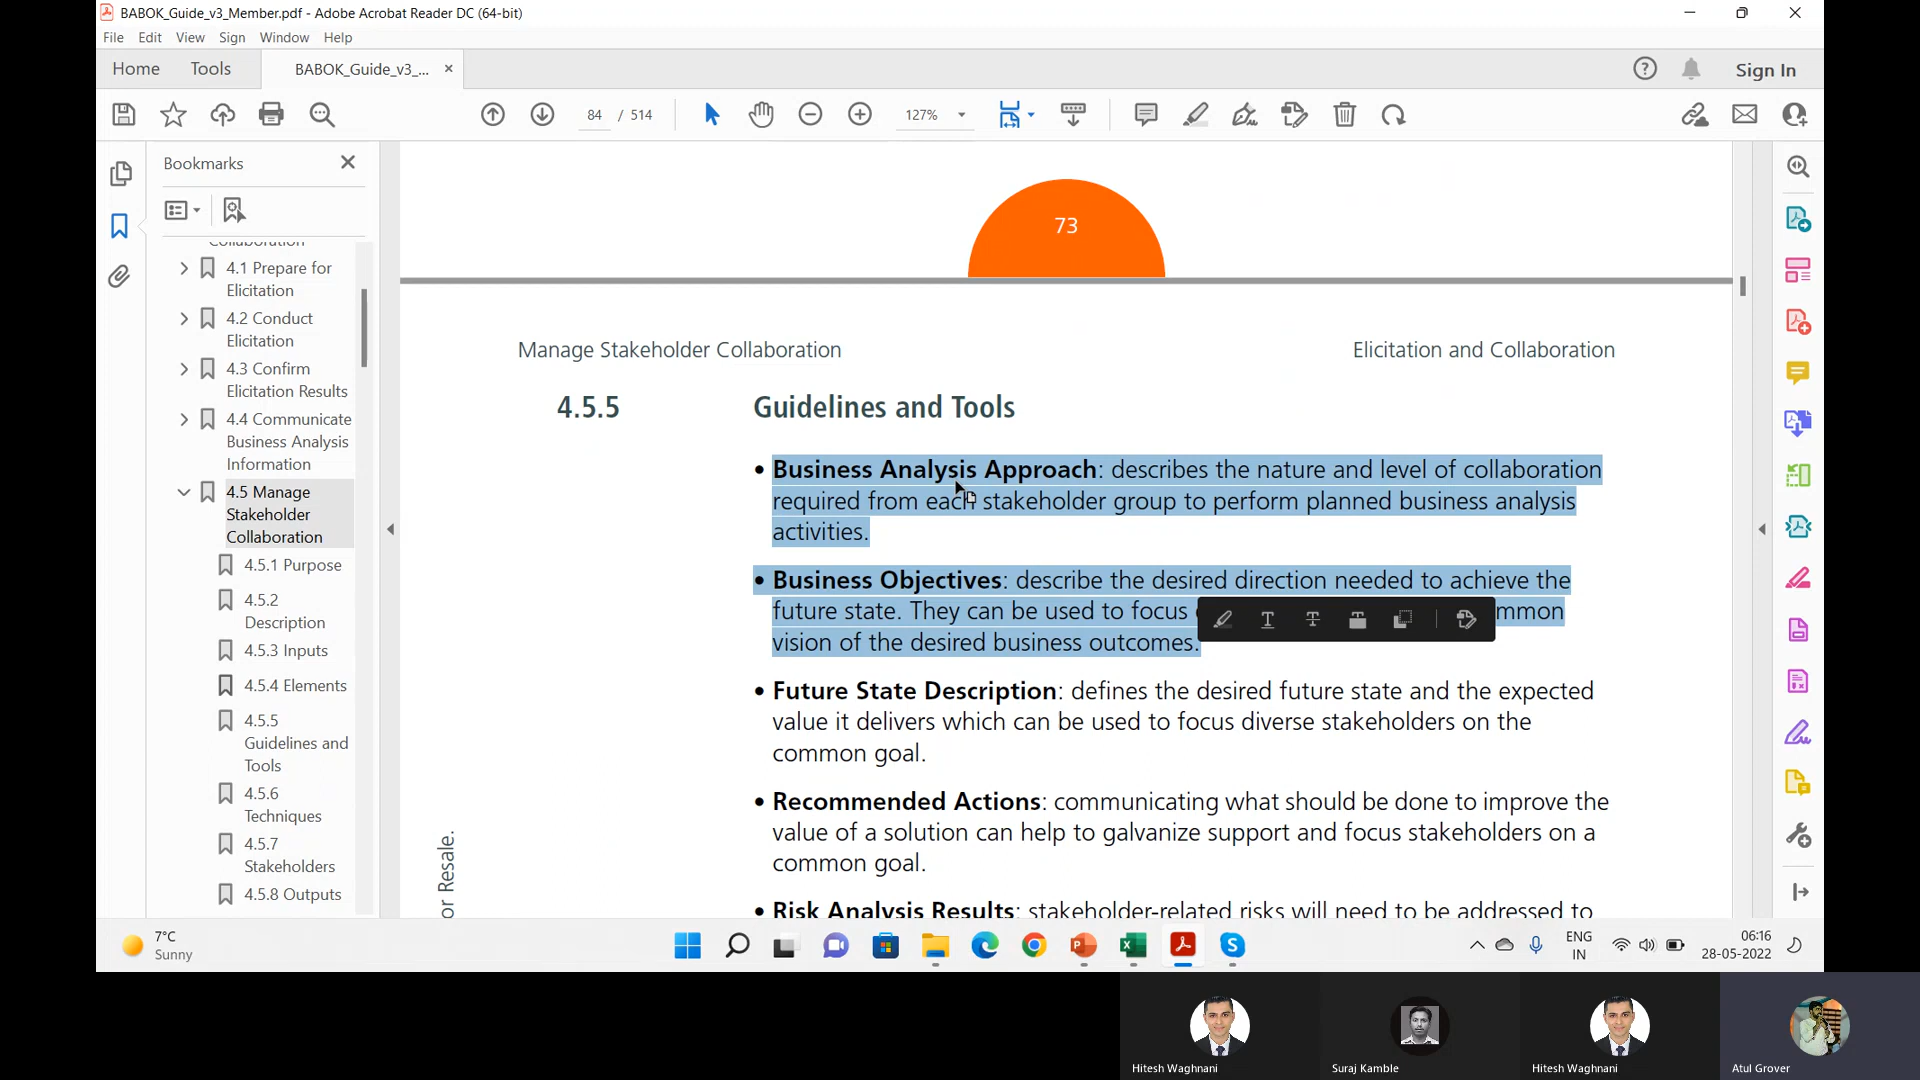 BABOK_Guide_v3_Member.pdf - Adobe Acrobat Reader DC (64-bit)
File Edit View Sign Window Help
Home Tools BABOK_Guide_v3_... × Sign In
84 / 514 127%
Bookmarks
Collaboration
4.1 Prepare for
Elicitation
4.2 Conduct
Elicitation
4.3 Confirm
Elicitation Results
4.4 Communicate
Business Analysis
Information
4.5 Manage
Stakeholder
Collaboration
4.5.1 Purpose
4.5.2
Description
4.5.3 Inputs
4.5.4 Elements
4.5.5
Guidelines and
Tools
4.5.6
Techniques
4.5.7
Stakeholders
4.5.8 Outputs
73
Manage Stakeholder Collaboration Elicitation and Collaboration
4.5.5 Guidelines and Tools
• Business Analysis Approach: describes the nature and level of collaboration
required from each stakeholder group to perform planned business analysis
activities.
• Business Objectives: describe the desired direction needed to achieve the
future state. They can be used to focus mmon
vision of the desired business outcomes.
• Future State Description: defines the desired future state and the expected
value it delivers which can be used to focus diverse stakeholders on the
common goal.
• Recommended Actions: communicating what should be done to improve the
value of a solution can help to galvanize support and focus stakeholders on a
common goal.
• Risk Analysis Results: stakeholder-related risks will need to be addressed to
or Resale.
7°C
Sunny
ENG
IN
06:16
28-05-2022
Hitesh Waghnani Suraj Kamble Hitesh Waghnani Atul Grover